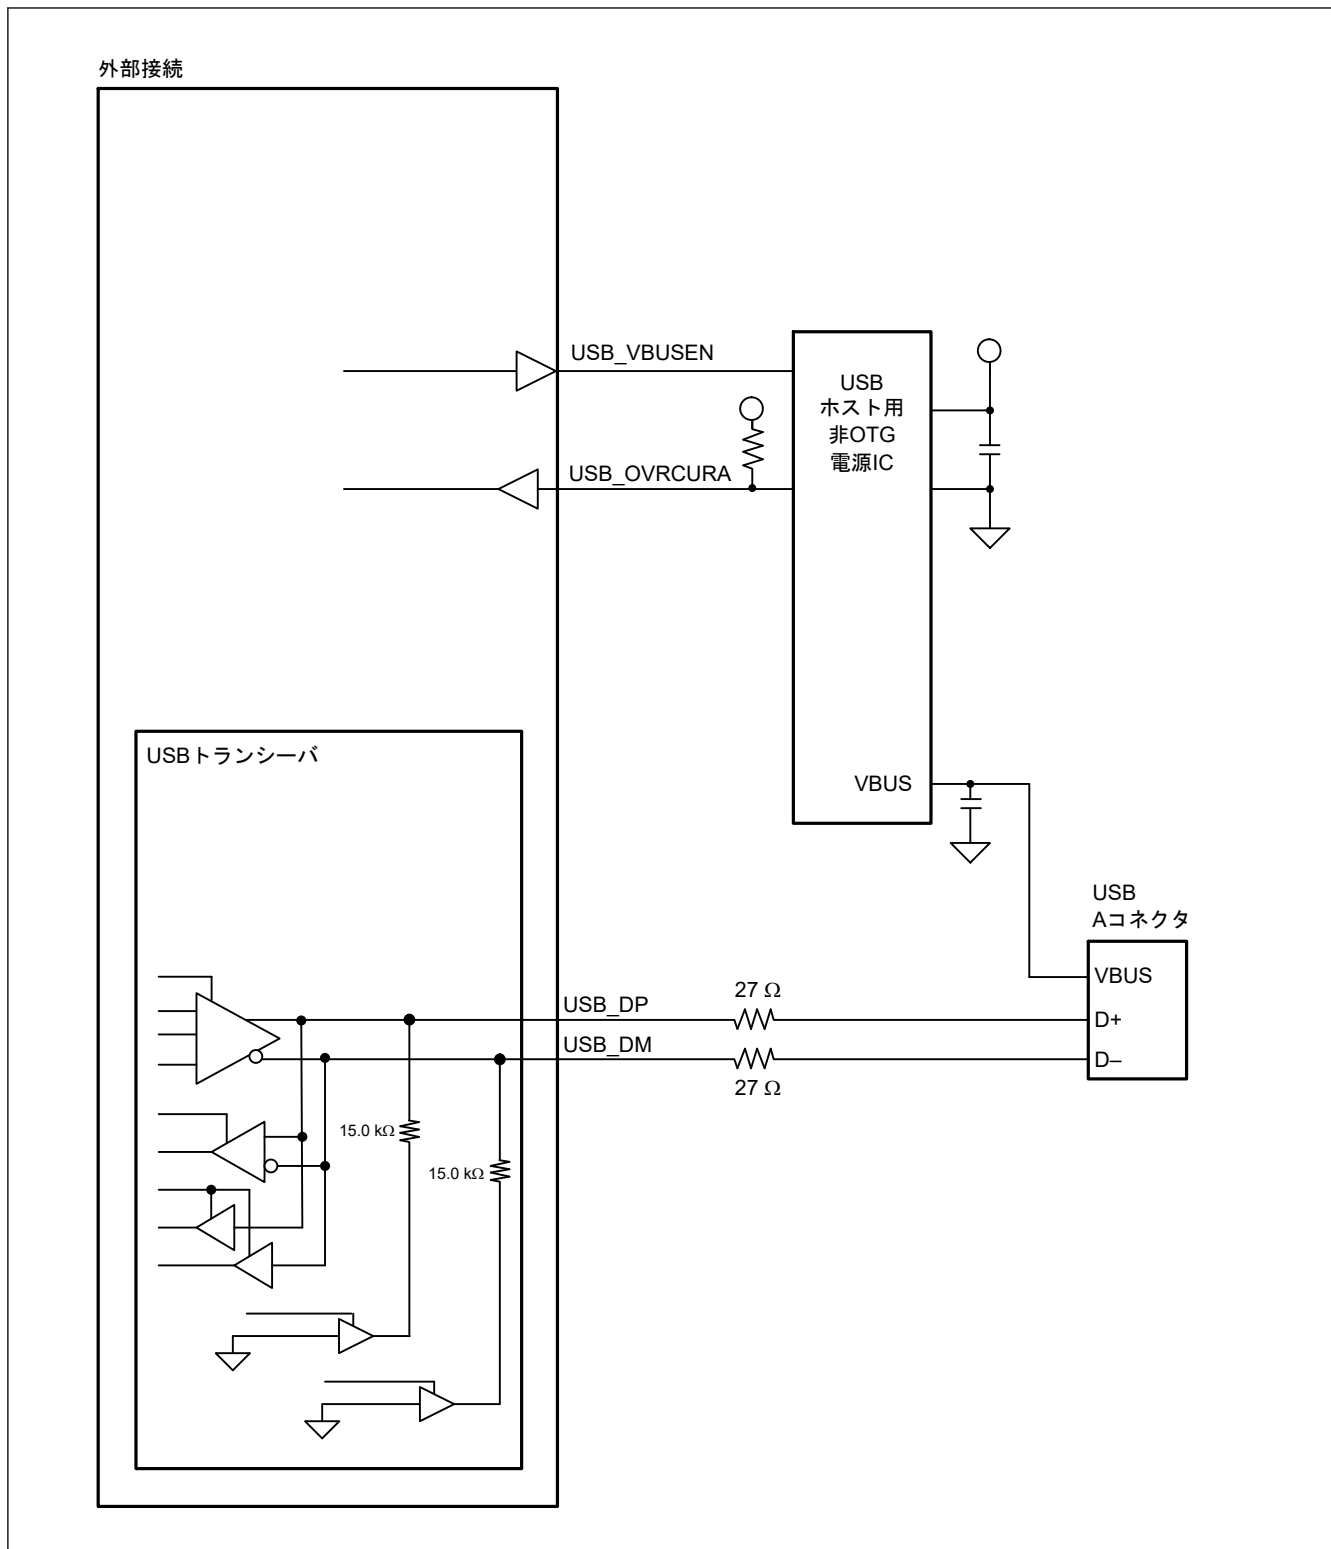 外部接続
USB_VBUSEN
USB_OVRCURA
USB
ホスト用
非OTG
電源IC
VBUS
USBトランシーバ
USB
Aコネクタ
VBUS
D+
D–
USB_DP
27 Ω
USB_DM
27 Ω
15.0 kΩ
15.0 kΩ